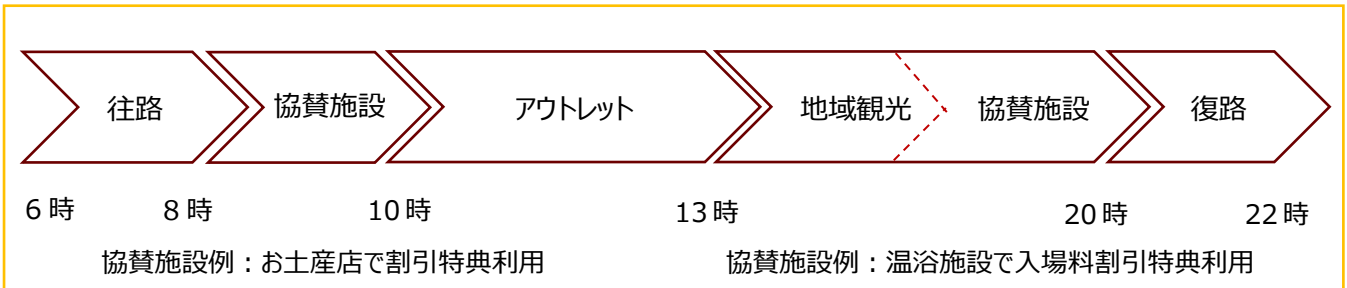 往路 協賛施設 アウトレット 地域観光 協賛施設 復路
6時 8時 10時 13時 20時 22時
協賛施設例：お土産店で割引特典利用 協賛施設例：温浴施設で入場料割引特典利用